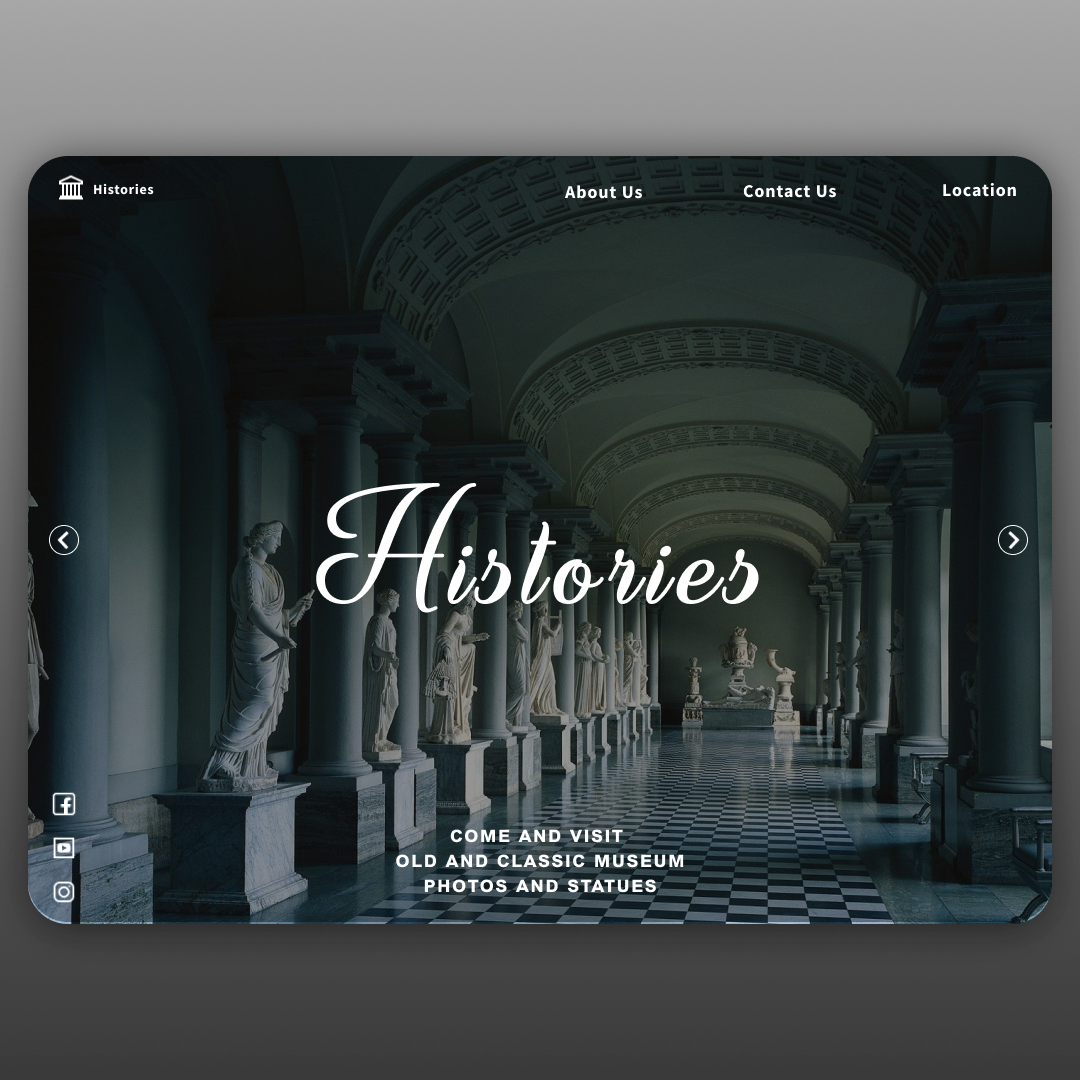 Histories
About Us
Contact Us
Location
Histories
COME AND VISIT
OLD AND CLASSIC MUSEUM
PHOTOS AND STATUES